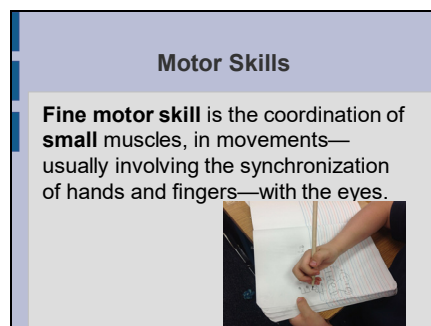 Motor Skills
Fine motor skill is the coordination of
small muscles, in movements—
usually involving the synchronization
of hands and fingers—with the eyes.